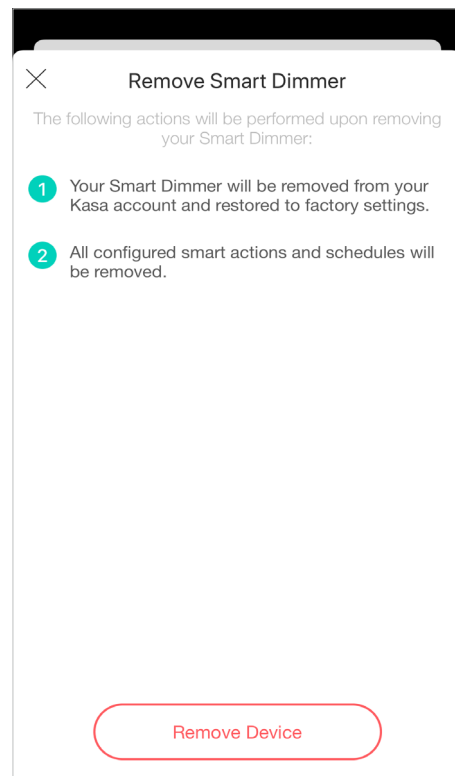 Remove Smart Dimmer
The following actions will be performed upon removing
your Smart Dimmer:
1 Your Smart Dimmer will be removed from your
Kasa account and restored to factory settings.
2 All configured smart actions and schedules will
be removed.
Remove Device